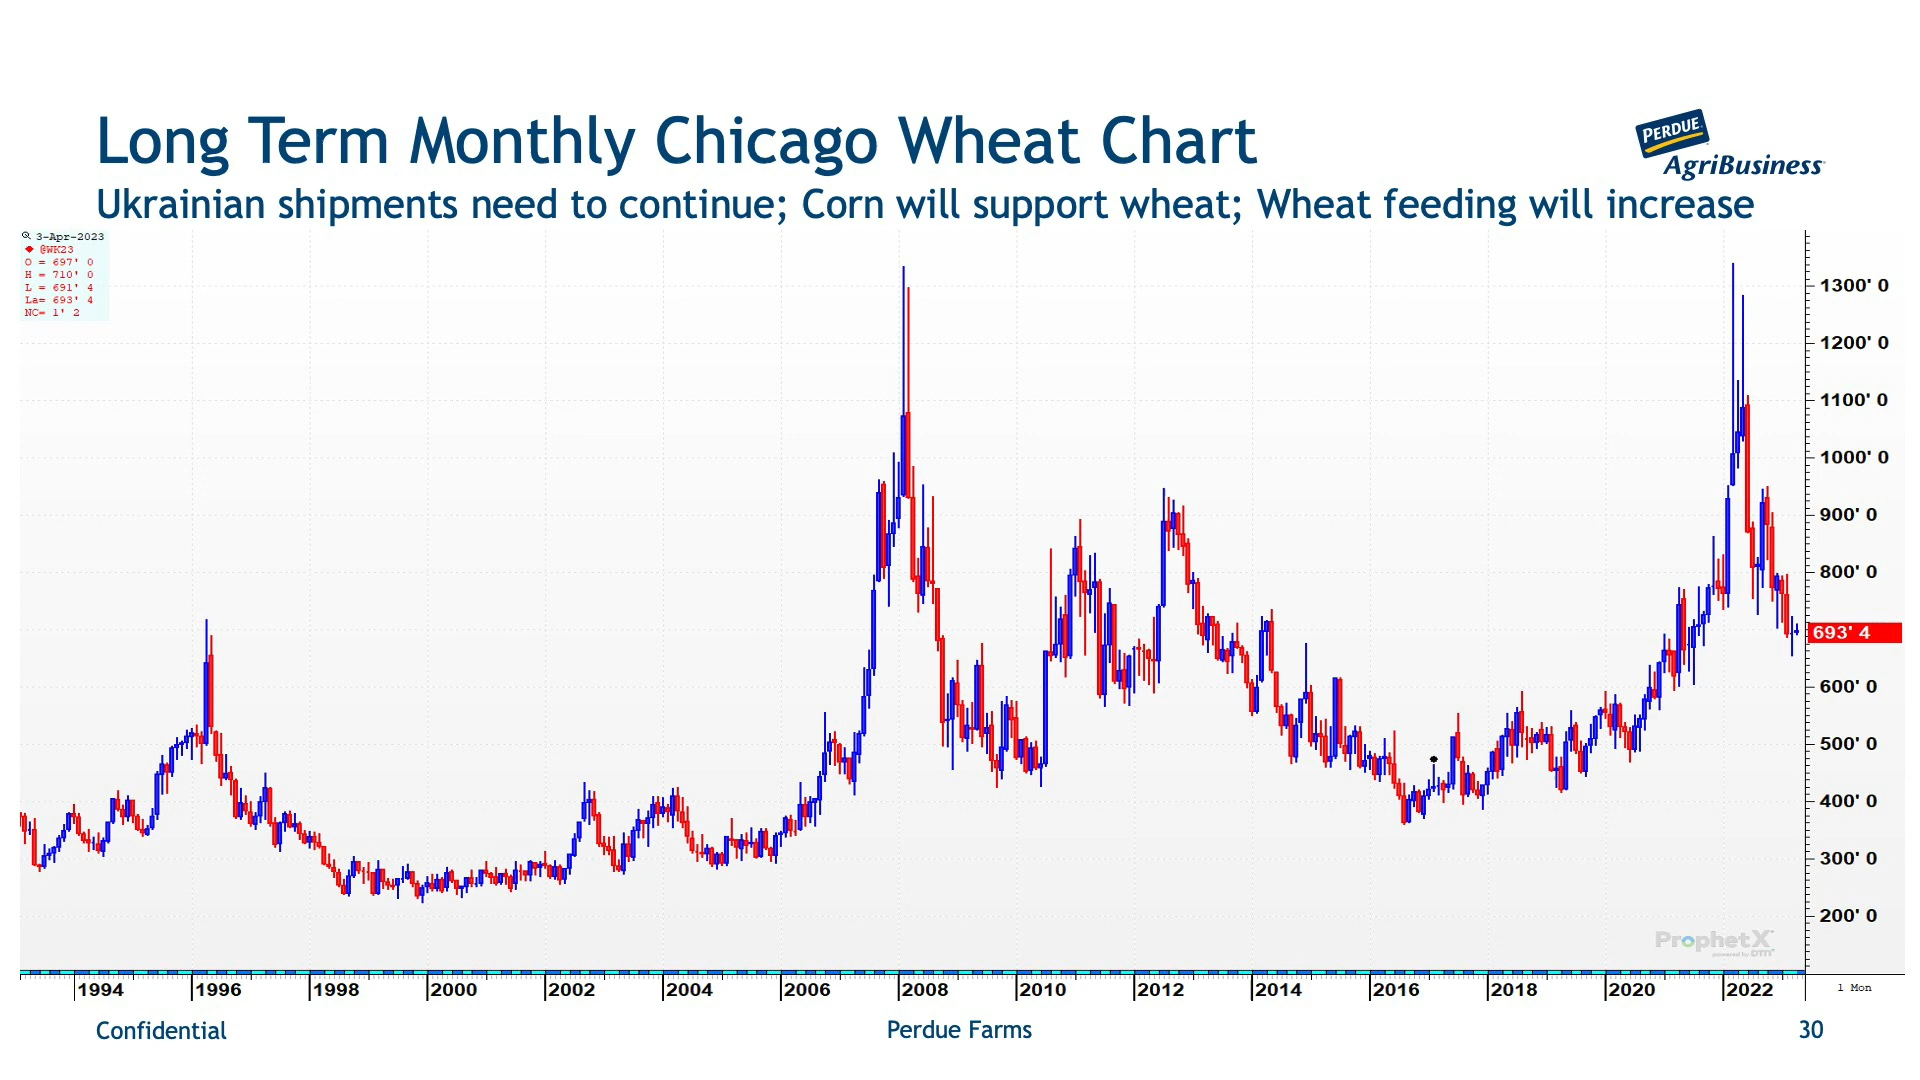 Long Term Monthly Chicago Wheat Chart
PERDUE
AgriBusiness
Ukrainian shipments need to continue; Corn will support wheat; Wheat feeding will increase
3-Apr-2023
@WK23
O = 697' 0
H = 710' 0
L = 691' 4
La= 693' 4
NC= 1' 2
1300' 0
1200' 0
1100' 0
1000' 0
900' 0
800' 0
693' 4
600' 0
500' 0
400' 0
300' 0
200' 0
ProphetX
powered by DTN
1994 1996 1998 2000 2002 2004 2006 2008 2010 2012 2014 2016 2018 2020 2022 1 Mon
Confidential Perdue Farms 30